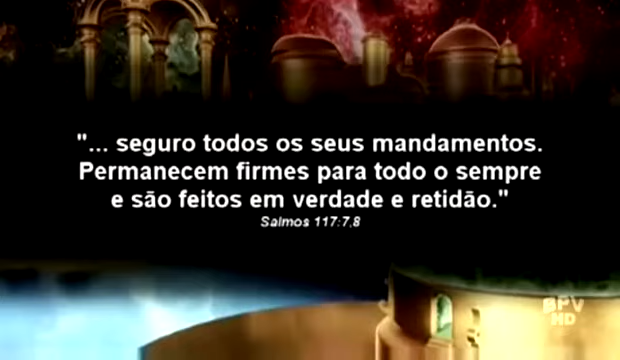 "... seguro todos os seus mandamentos.
Permanecem firmes para todo o sempre
e são feitos em verdade e retidão."
Salmos 117:7,8
BPV
HD